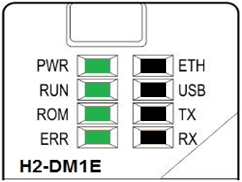 PWR ETH
RUN USB
ROM TX
ERR RX
H2-DM1E